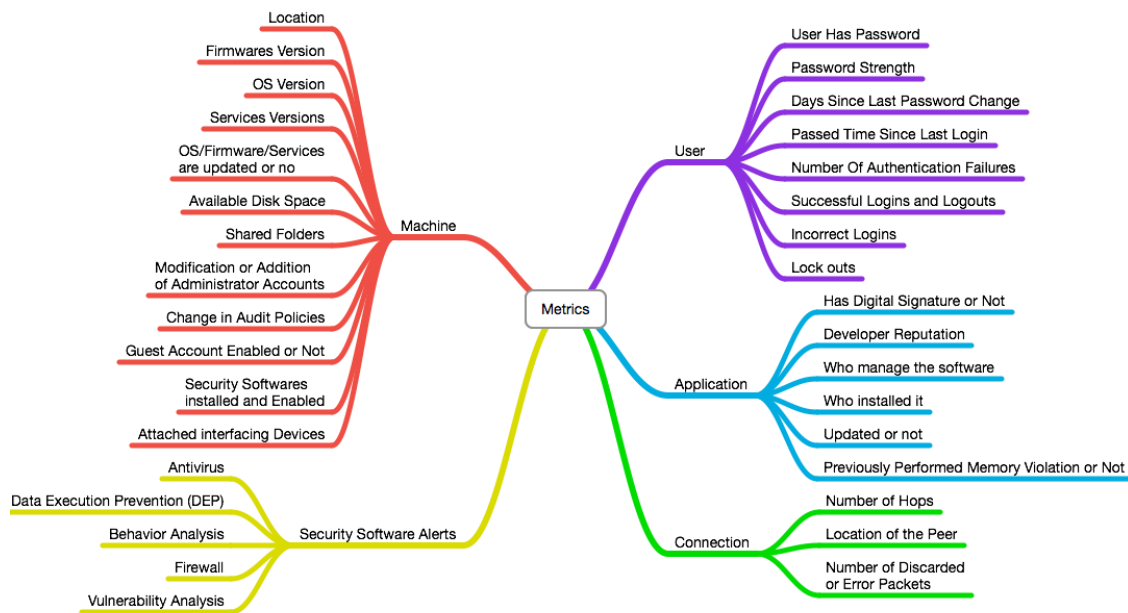 Location
Firmwares Version
OS Version
Services Versions
OS/Firmware/Services
are updated or no
Available Disk Space
Shared Folders
Modification or Addition
of Administrator Accounts
Change in Audit Policies
Guest Account Enabled or Not
Security Softwares
installed and Enabled
Attached interfacing Devices
Machine
Antivirus
Data Execution Prevention (DEP)
Behavior Analysis
Firewall
Vulnerability Analysis
Security Software Alerts
Metrics
User
User Has Password
Password Strength
Days Since Last Password Change
Passed Time Since Last Login
Number Of Authentication Failures
Successful Logins and Logouts
Incorrect Logins
Lock outs
Application
Has Digital Signature or Not
Developer Reputation
Who manage the software
Who installed it
Updated or not
Previously Performed Memory Violation or Not
Connection
Number of Hops
Location of the Peer
Number of Discarded
or Error Packets